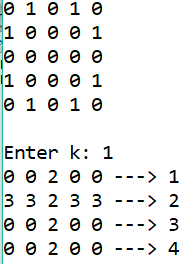 0 1 0 1 0
1 0 0 0 1
0 0 0 0 0
1 0 0 0 1
0 1 0 1 0
Enter k: 1
0 0 2 0 0 ---> 1
3 3 2 3 3 ---> 2
0 0 2 0 0 ---> 3
0 0 2 0 0 ---> 4